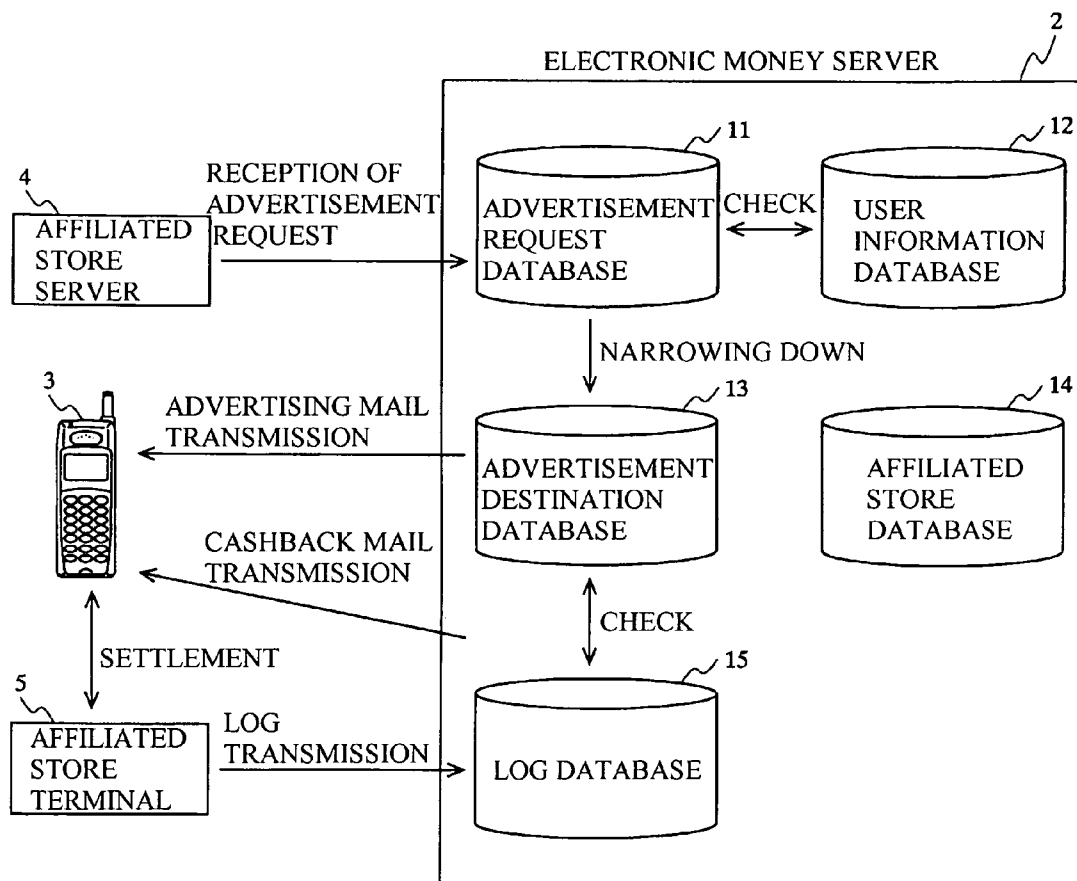 2
ELECTRONIC MONEY SERVER
11
12
4
RECEPTION OF
ADVERTISEMENT
REQUEST
AFFILIATED
STORE
SERVER
ADVERTISEMENT
REQUEST
DATABASE
CHECK
USER
INFORMATION
DATABASE
NARROWING DOWN
3
13
14
ADVERTISING MAIL
TRANSMISSION
ADVERTISEMENT
DESTINATION
DATABASE
AFFILIATED
STORE
DATABASE
CASHBACK MAIL
TRANSMISSION
CHECK
SETTLEMENT
15
5
AFFILIATED
STORE
TERMINAL
LOG
TRANSMISSION
LOG DATABASE